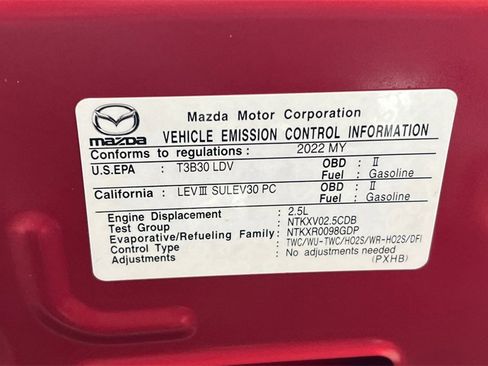 mazda
Mazda Motor Corporation
VEHICLE EMISSION CONTROL INFORMATION
Conforms to regulations : 2022 MY
U.S.EPA : T3B30 LDV OBD : II
Fuel : Gasoline
California : LEVIII SULEV30 PC OBD : II
Fuel : Gasoline
Engine Displacement : 2.5L
Test Group : NTKXV02.5CDB
Evaporative/Refueling Family: NTKXR0098GDP
Control Type : TWC/WU-TWC/HO2S/WR-HO2S/DFI
Adjustments : No adjustments needed
(PXHB)